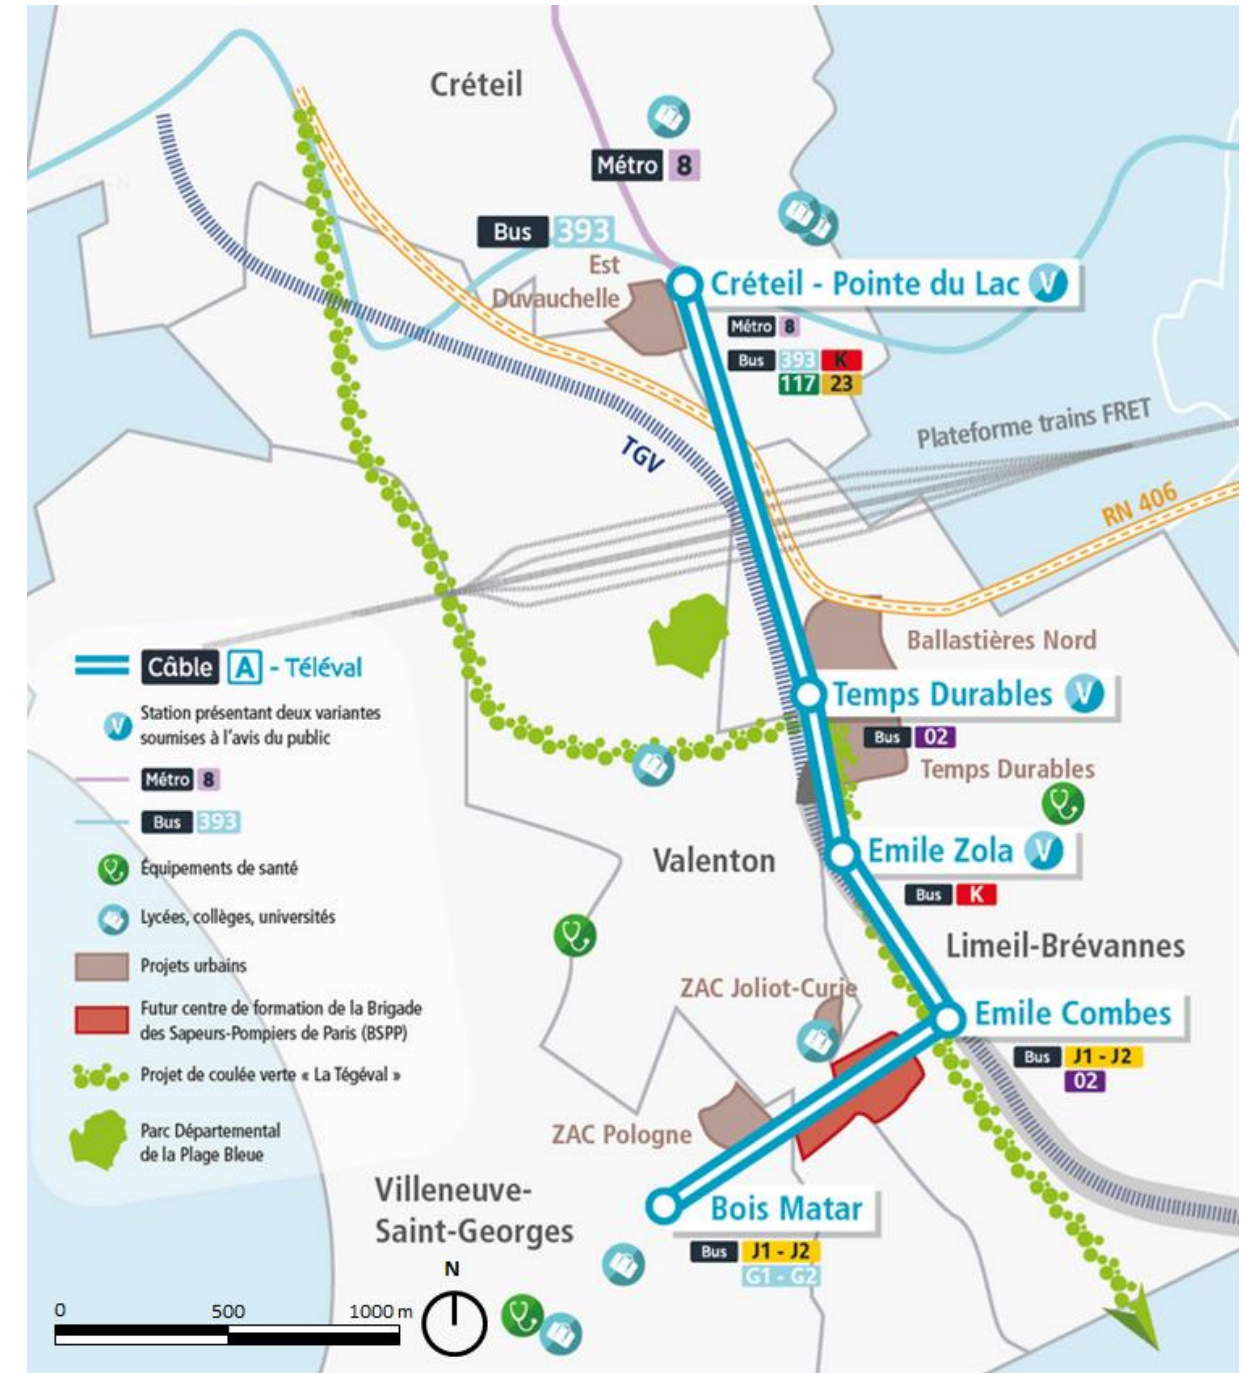 Créteil
Métro 8
Bus 393
Est
Duvauchelle
Créteil - Pointe du Lac V
Métro 8
Bus 393 K
117 23
Plateforme trains FRET
TGV
RN 406
Ballastières Nord
Temps Durables V
Bus O2
Temps Durables
Emile Zola V
Bus K
Valenton
Limeil-Brévannes
ZAC Joliot-Curie
Emile Combes
Bus J1 - J2
O2
ZAC Pologne
Bois Matar
Bus J1 - J2
G1 - G2
Villeneuve-
Saint-Georges
Câble A - Téléval
V Station présentant deux variantes
soumises à l'avis du public
Métro 8
Bus 393
Équipements de santé
Lycées, collèges, universités
Projets urbains
Futur centre de formation de la Brigade
des Sapeurs-Pompiers de Paris (BSPP)
Projet de coulée verte « La Tégéval »
Parc Départemental
de la Plage Bleue
N
0 500 1000 m